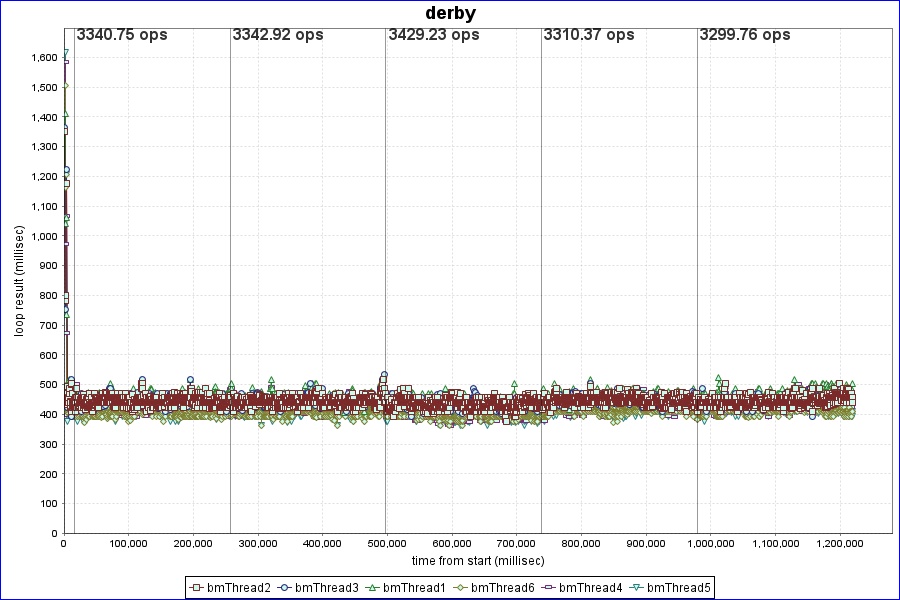 derby
3340.75 ops 3342.92 ops 3429.23 ops 3310.37 ops 3299.76 ops
1,600
1,500
1,400
1,300
1,200
1,100
1,000
900
800
700
600
500
400
300
200
100
0
loop result (millisec)
0 100,000 200,000 300,000 400,000 500,000 600,000 700,000 800,000 900,000 1,000,000 1,100,000 1,200,000
time from start (millisec)
bmThread2 bmThread3 bmThread1 bmThread6 bmThread4 bmThread5